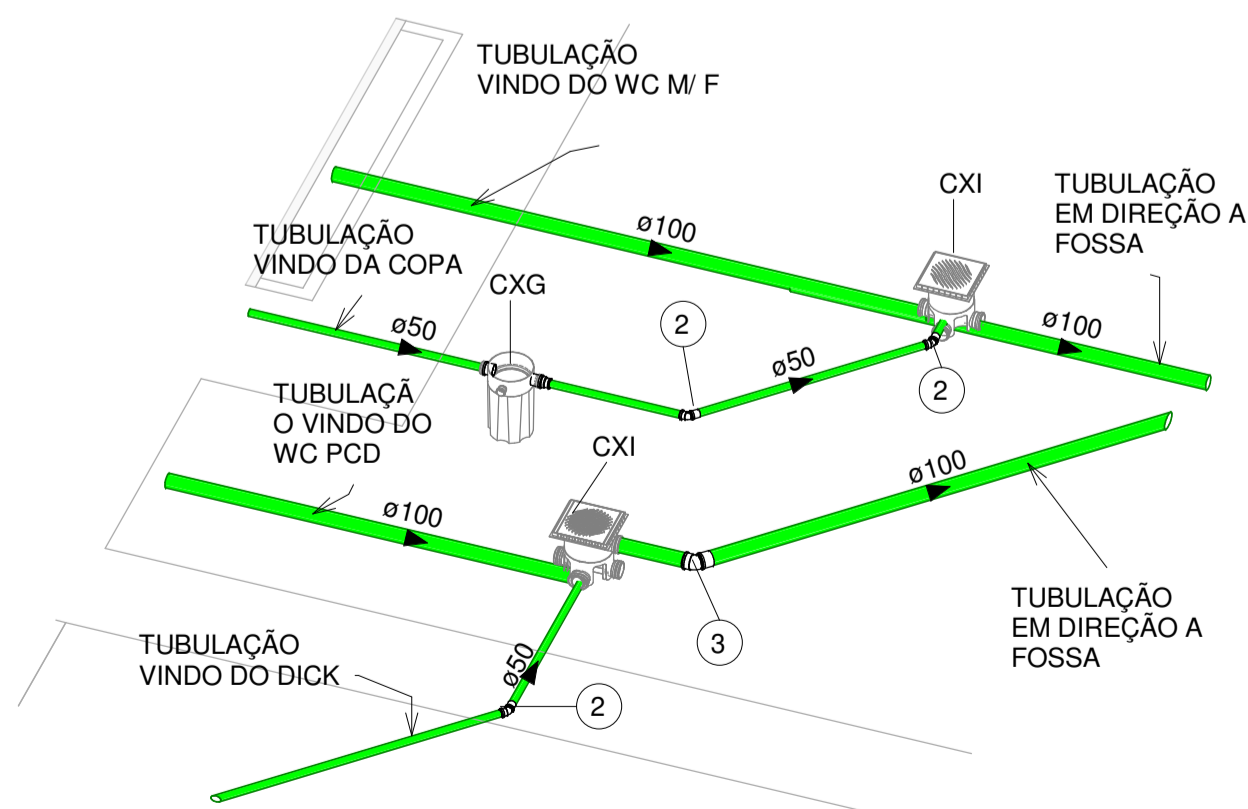 TUBULAÇÃO
VINDO DO WC M/ F
CXI
TUBULAÇÃO
EM DIREÇÃO A
FOSSA
ø100
TUBULAÇÃO
VINDO DA COPA
CXG
ø50
2
ø100
ø50
2
TUBULAÇÃ
O VINDO DO
WC PCD
CXI
ø100
ø100
3
TUBULAÇÃO
EM DIREÇÃO A
FOSSA
TUBULAÇÃO
VINDO DO DICK
ø50
2